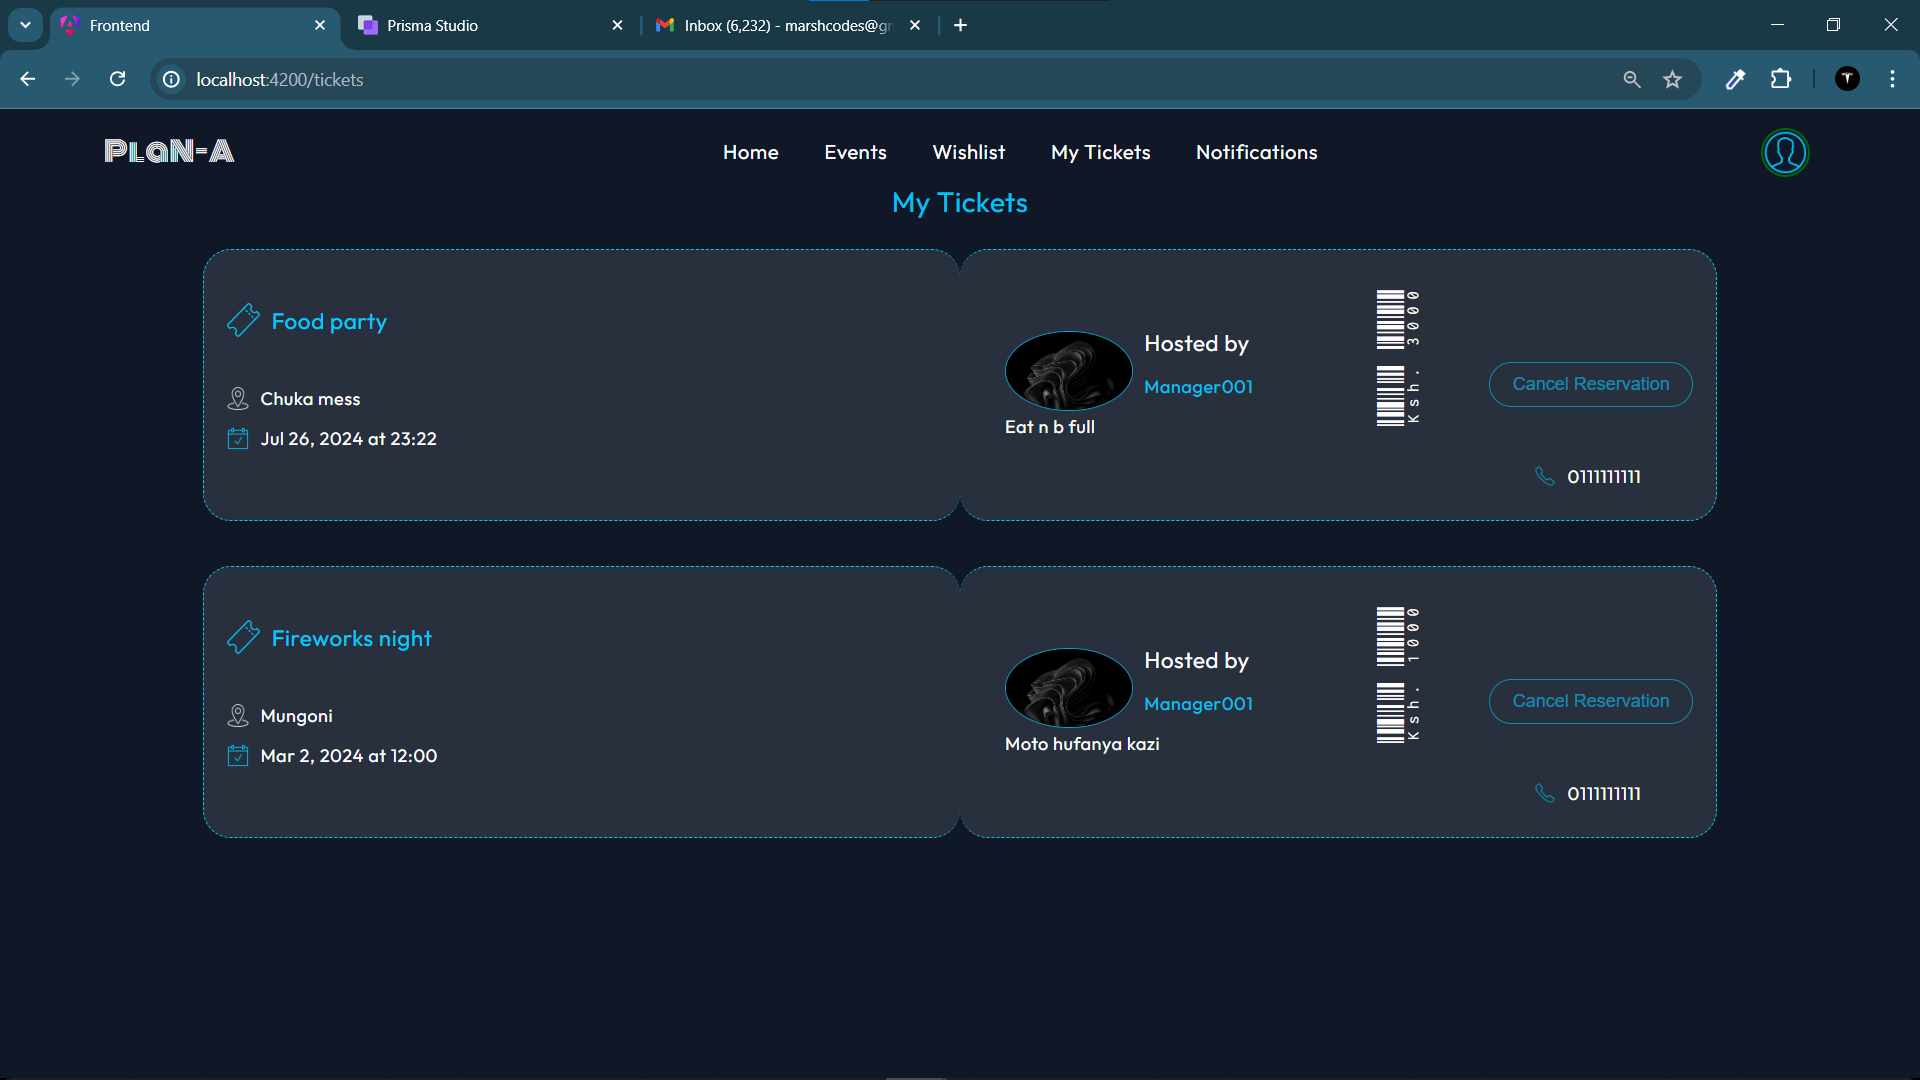 Frontend
Prisma Studio
Inbox (6,232) - marshcodes@gr
localhost:4200/tickets
PLaN-A
Home
Events
Wishlist
My Tickets
Notifications
My Tickets
Food party
Chuka mess
Jul 26, 2024 at 23:22
Hosted by
Manager001
Eat n b full
Ksh. 3000
Cancel Reservation
0111111111
Fireworks night
Mungoni
Mar 2, 2024 at 12:00
Hosted by
Manager001
Moto hufanya kazi
Ksh. 1000
Cancel Reservation
0111111111